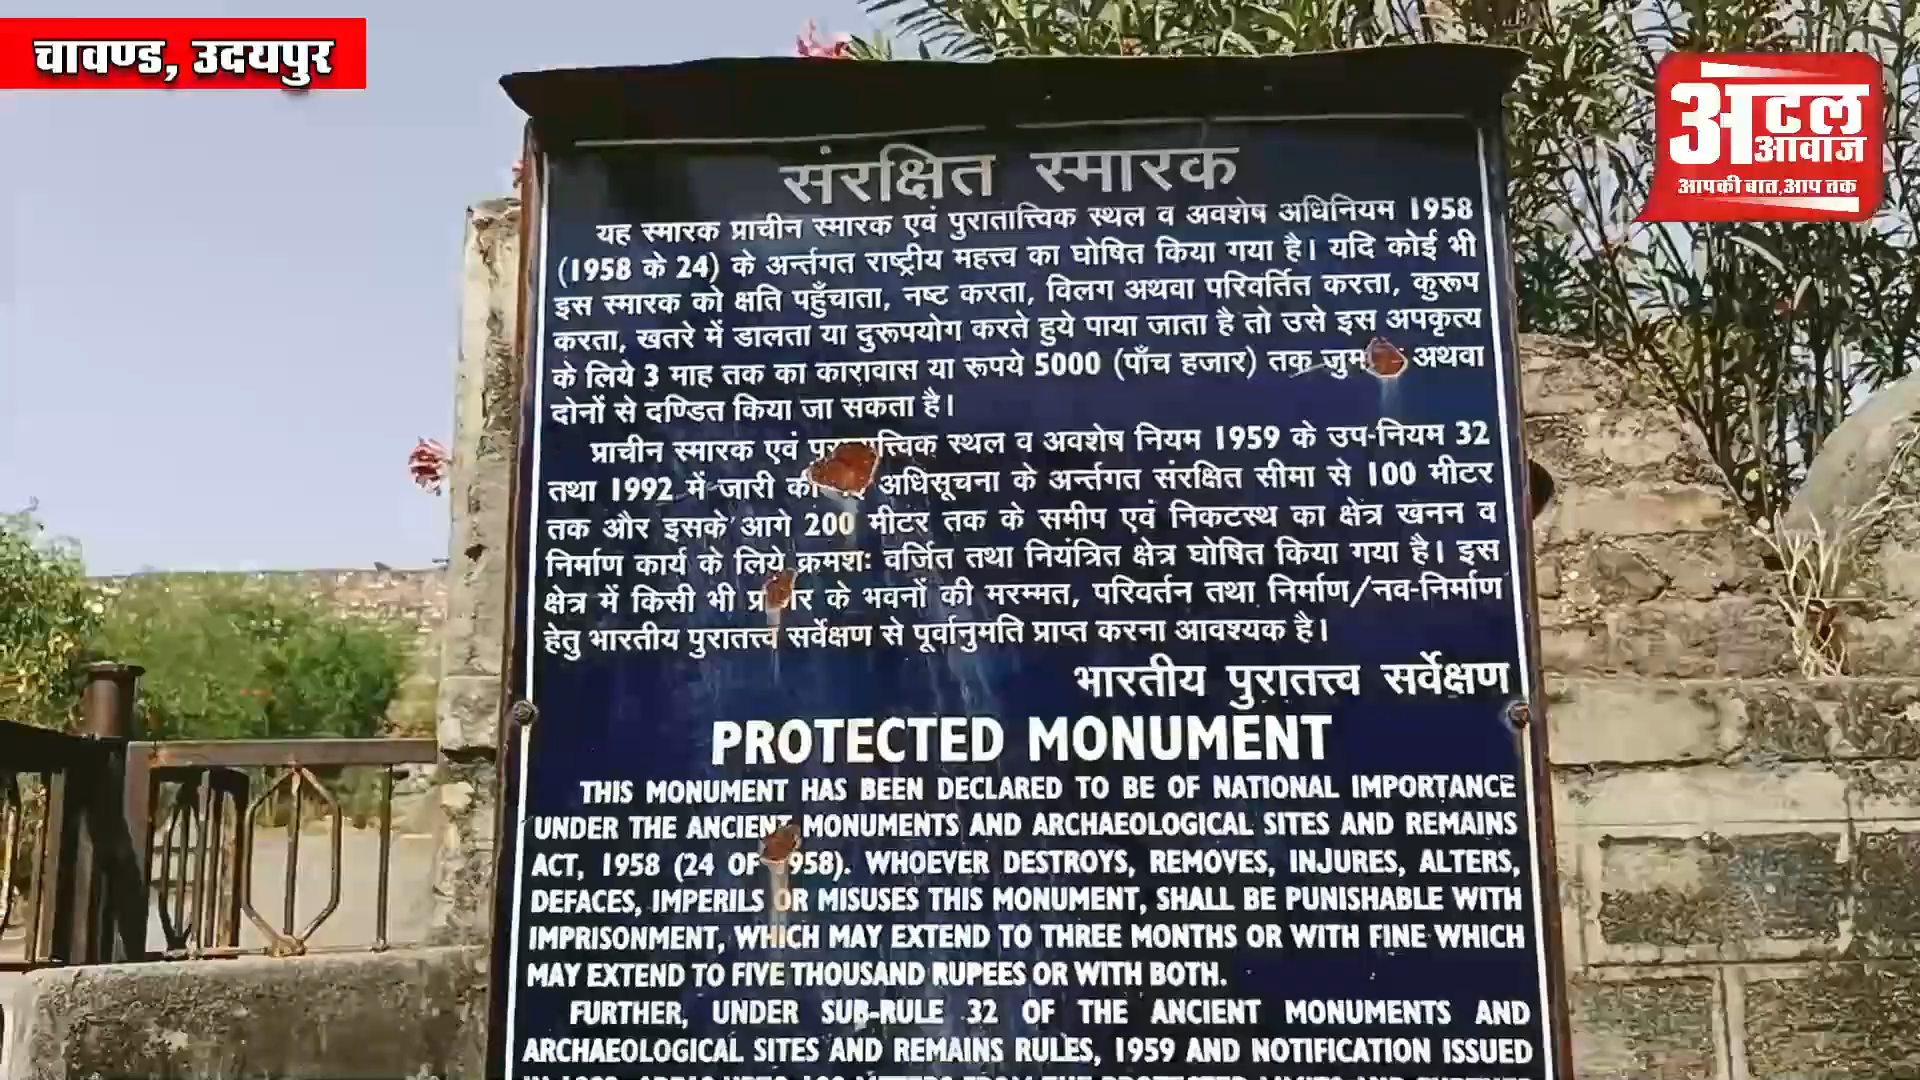 चावण्ड, उदयपुर
अटल
आवाज
आपकी बात,आप तक
संरक्षित स्मारक
यह स्मारक प्राचीन स्मारक एवं पुरातात्त्विक स्थल व अवशेष अधिनियम 1958
(1958 के 24) के अर्न्तगत राष्ट्रीय महत्त्व का घोषित किया गया है। यदि कोई भी
इस स्मारक को क्षति पहुँचाता, नष्ट करता, विलग अथवा परिवर्तित करता, कुरूप
करता, खतरे में डालता या दुरूपयोग करते हुये पाया जाता है तो उसे इस अपकृत्य
के लिये 3 माह तक का कारावास या रूपये 5000 (पाँच हजार) तक अथवा
दोनों से दण्डित किया जा सकता है।
प्राचीन स्मारक एवं स्थल व अवशेष नियम 1959 के उप-नियम 32
तथा 1992 में जारी अधिसूचना के अर्न्तगत संरक्षित सीमा से 100 मीटर
तक और इसके आगे 200 मीटर तक के समीप एवं निकटस्थ का क्षेत्र खनन व
निर्माण कार्य के लिये क्रमशः वर्जित तथा नियंत्रित क्षेत्र घोषित किया गया है। इस
क्षेत्र में किसी भी के भवनों की मरम्मत, परिवर्तन तथा निर्माण/नव-निर्माण
हेतु भारतीय पुरातत्त्व सर्वेक्षण से पूर्वानुमति प्राप्त करना आवश्यक है।
भारतीय पुरातत्त्व सर्वेक्षण
PROTECTED MONUMENT
THIS MONUMENT HAS BEEN DECLARED TO BE OF NATIONAL IMPORTANCE
UNDER THE ANCIENT MONUMENTS AND ARCHAEOLOGICAL SITES AND REMAINS
ACT, 1958 (24 OF 1958). WHOEVER DESTROYS, REMOVES, INJURES, ALTERS,
DEFACES, IMPERILS OR MISUSES THIS MONUMENT, SHALL BE PUNISHABLE WITH
IMPRISONMENT, WHICH MAY EXTEND TO THREE MONTHS OR WITH FINE WHICH
MAY EXTEND TO FIVE THOUSAND RUPEES OR WITH BOTH.
FURTHER, UNDER SUB-RULE 32 OF THE ANCIENT MONUMENTS AND
ARCHAEOLOGICAL SITES AND REMAINS RULES, 1959 AND NOTIFICATION ISSUED